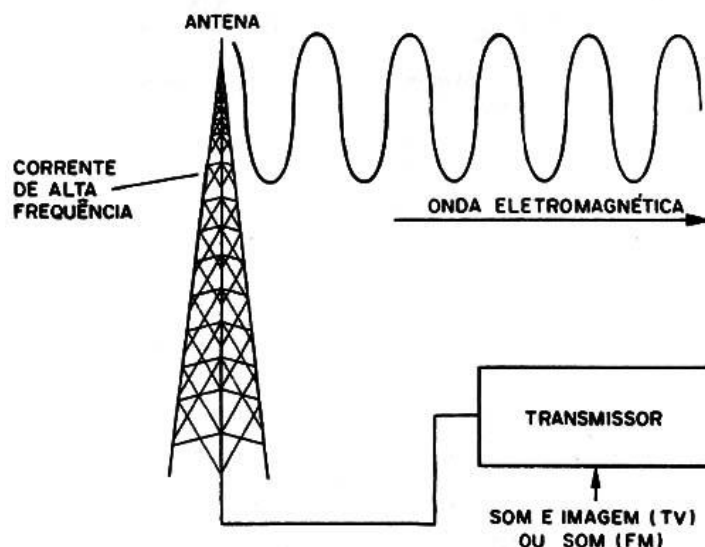 ANTENA
CORRENTE
DE ALTA
FREQUÊNCIA
ONDA ELETROMAGNÉTICA
TRANSMISSOR
SOM E IMAGEM (TV)
OU SOM (FM)